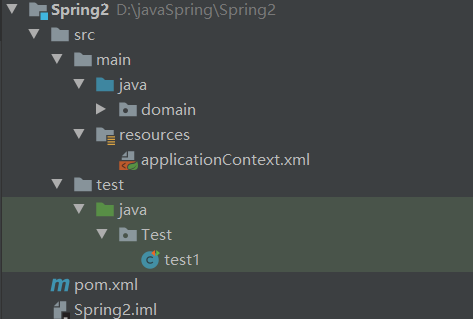 Spring2 D:\javaSpring\Spring2
src
main
java
domain
resources
applicationContext.xml
test
java
Test
test1
pom.xml
Spring2.iml